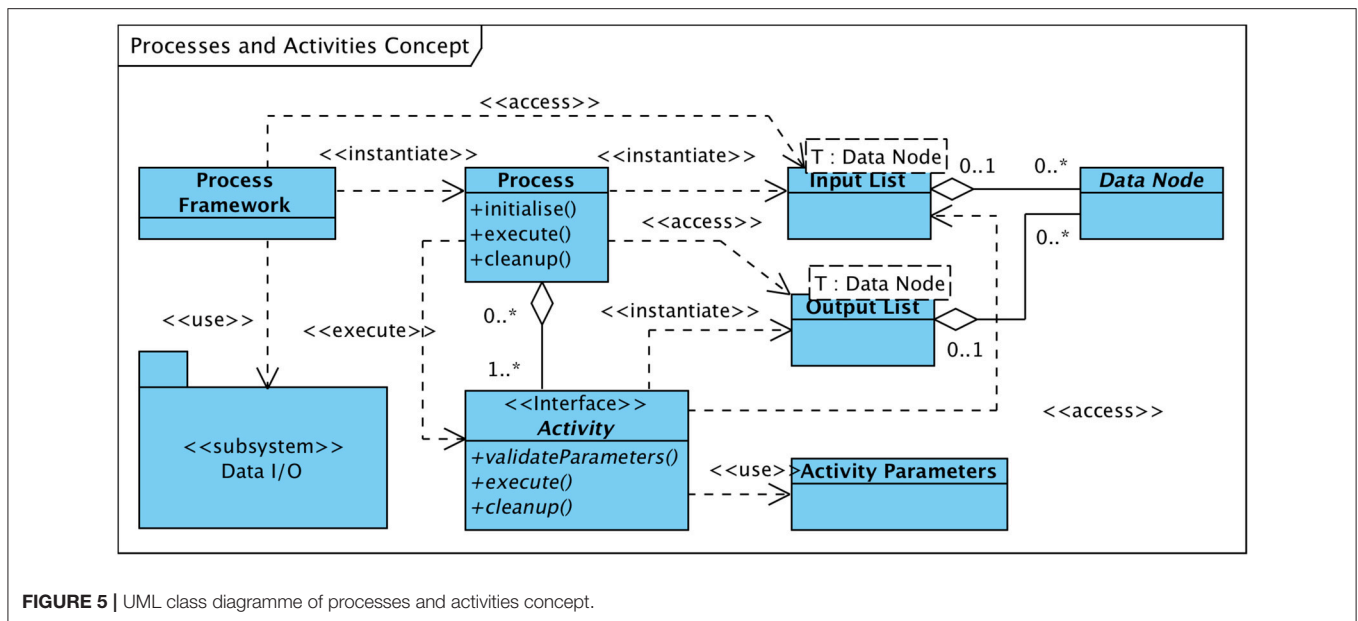 Processes and Activities Concept
<<access>>
<<instantiate>>
<<instantiate>>
T : Data Node
0..1
0..*
Process
Framework
Process
+initialise()
+execute()
+cleanup()
Input List
Data Node
<<access>>
0..*
T : Data Node
Output List
<<use>>
<<execute>>
0..*
<<instantiate>>
0..1
1..*
<<subsystem>>
Data I/O
<<Interface>>
Activity
+validateParameters()
+execute()
+cleanup()
<<access>>
<<use>>
Activity Parameters
FIGURE 5 | UML class diagramme of processes and activities concept.